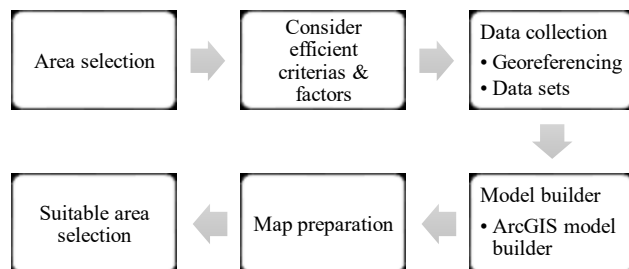 Area selection
Consider
efficient
criterias &
factors
Data collection
• Georeferencing
• Data sets
Model builder
• ArcGIS model
builder
Map preparation
Suitable area
selection